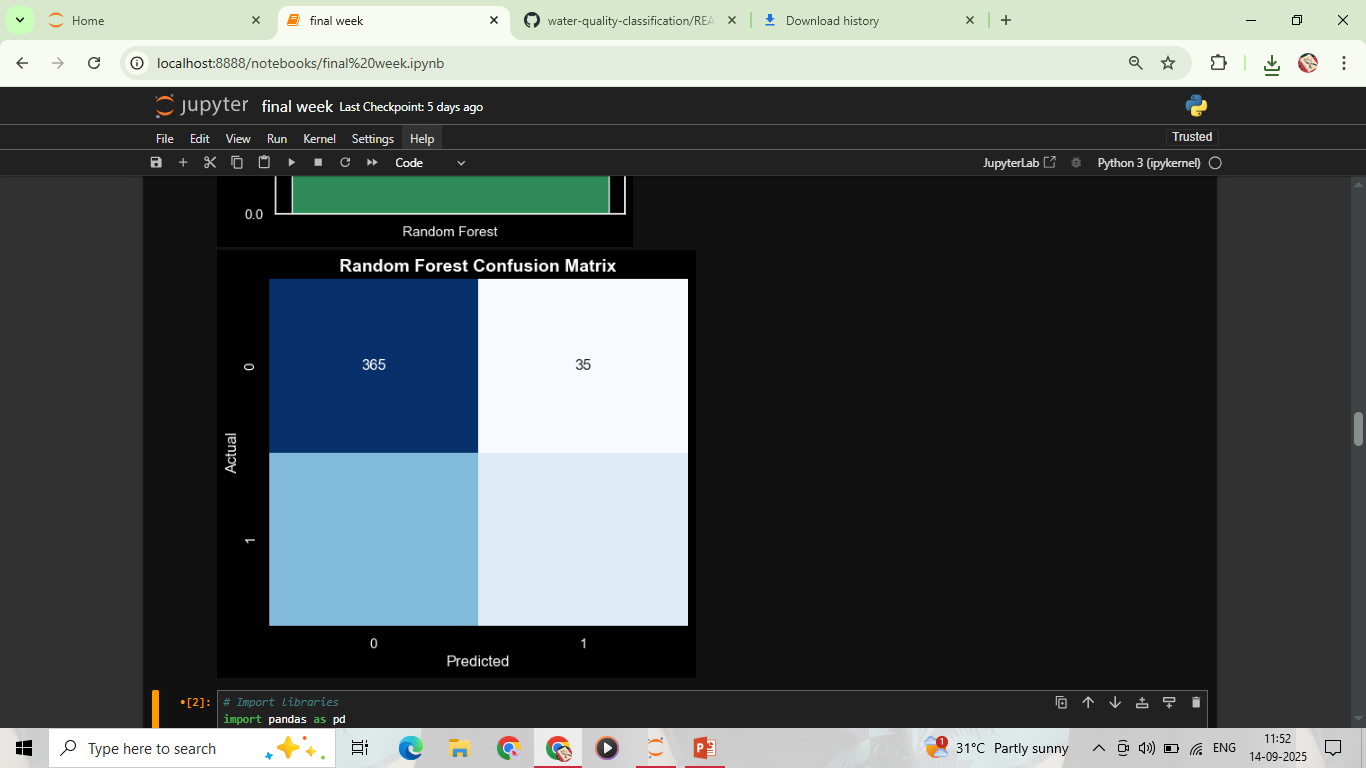 Home
final week
water-quality-classification/REA
Download history
localhost:8888/notebooks/final%20week.ipynb
jupyter final week Last Checkpoint: 5 days ago
File Edit View Run Kernel Settings Help
Trusted
Code
JupyterLab
Python 3 (ipykernel)
0.0
Random Forest
Random Forest Confusion Matrix
365 35
0
Actual
1
0 1
Predicted
[2]:
# Import libraries
import pandas as pd
Type here to search
1
31°C Partly sunny
ENG
11:52
14-09-2025